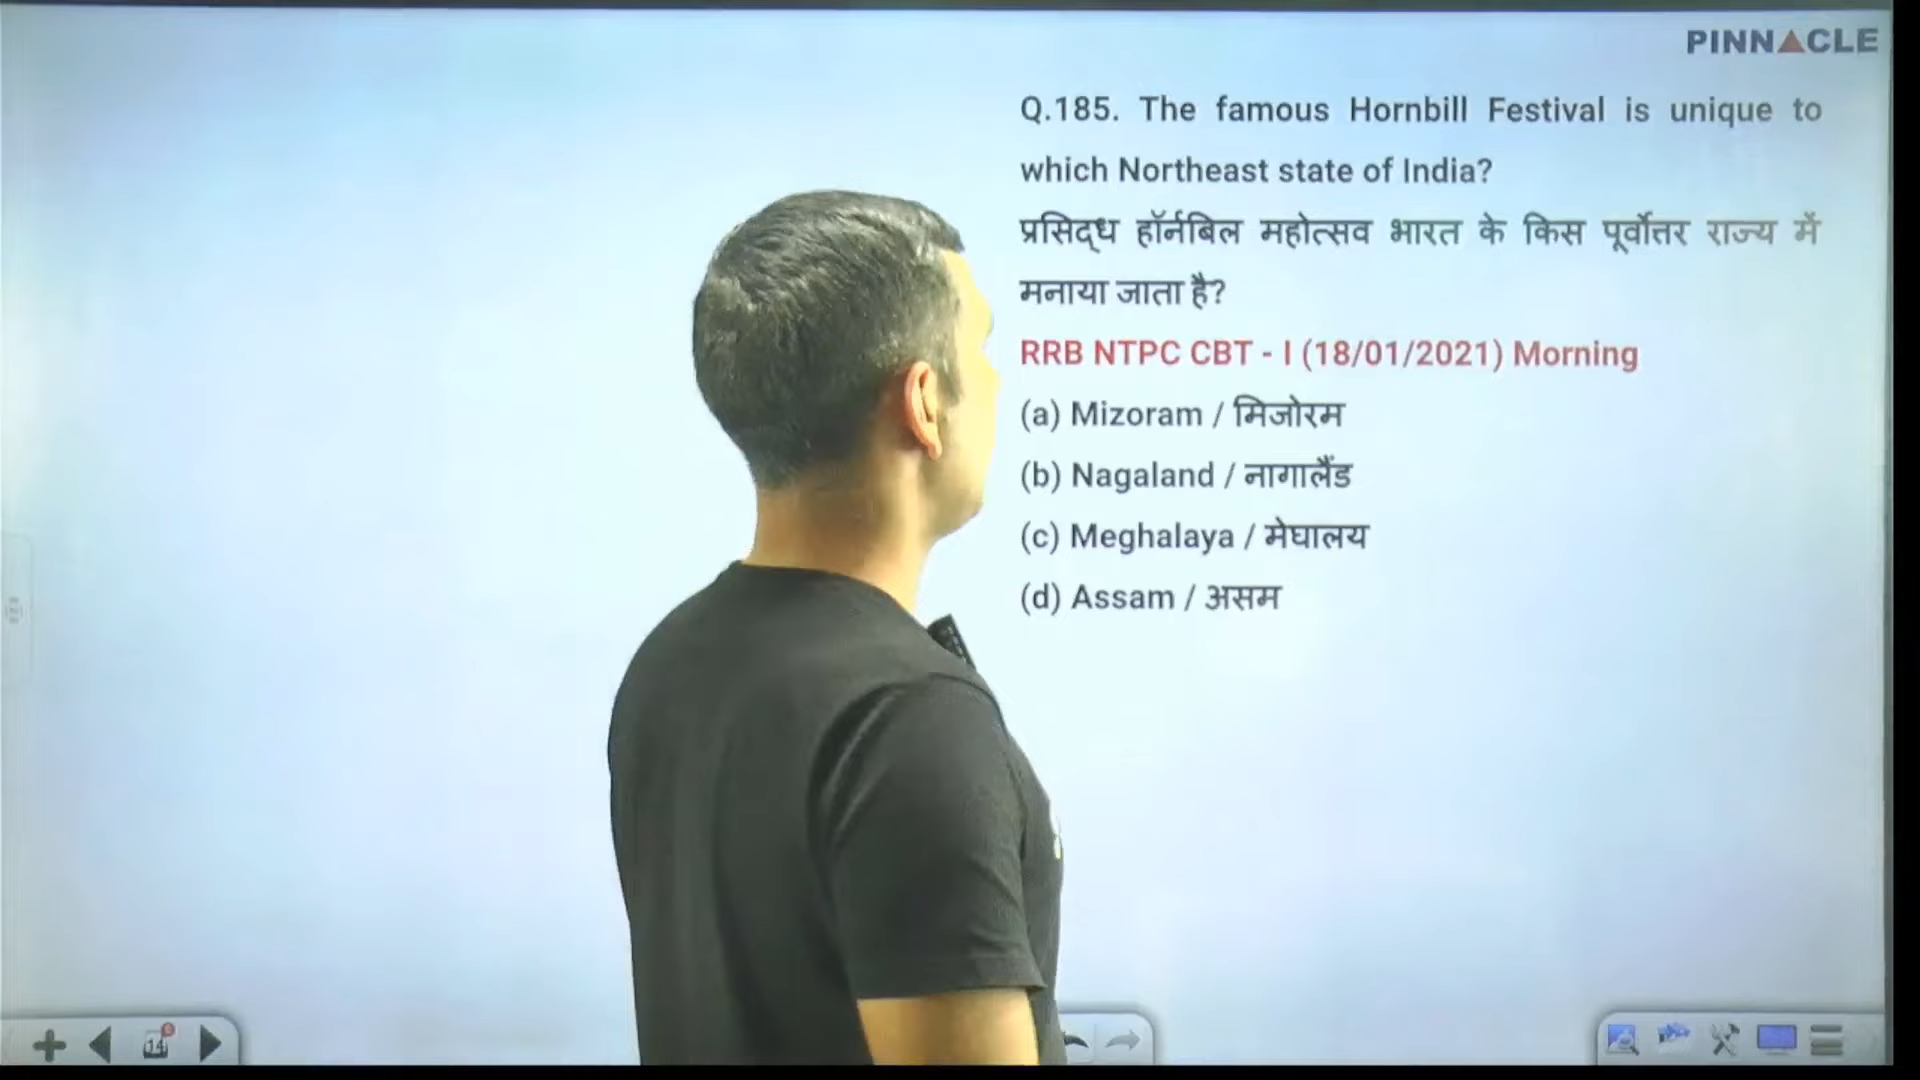 PINNACLE
Q.185. The famous Hornbill Festival is unique to
which Northeast state of India?
प्रसिद्ध हॉर्नबिल महोत्सव भारत के किस पूर्वोत्तर राज्य में
मनाया जाता है?
RRB NTPC CBT - I (18/01/2021) Morning
(a) Mizoram / मिजोरम
(b) Nagaland / नागालैंड
(c) Meghalaya / मेघालय
(d) Assam / असम
14